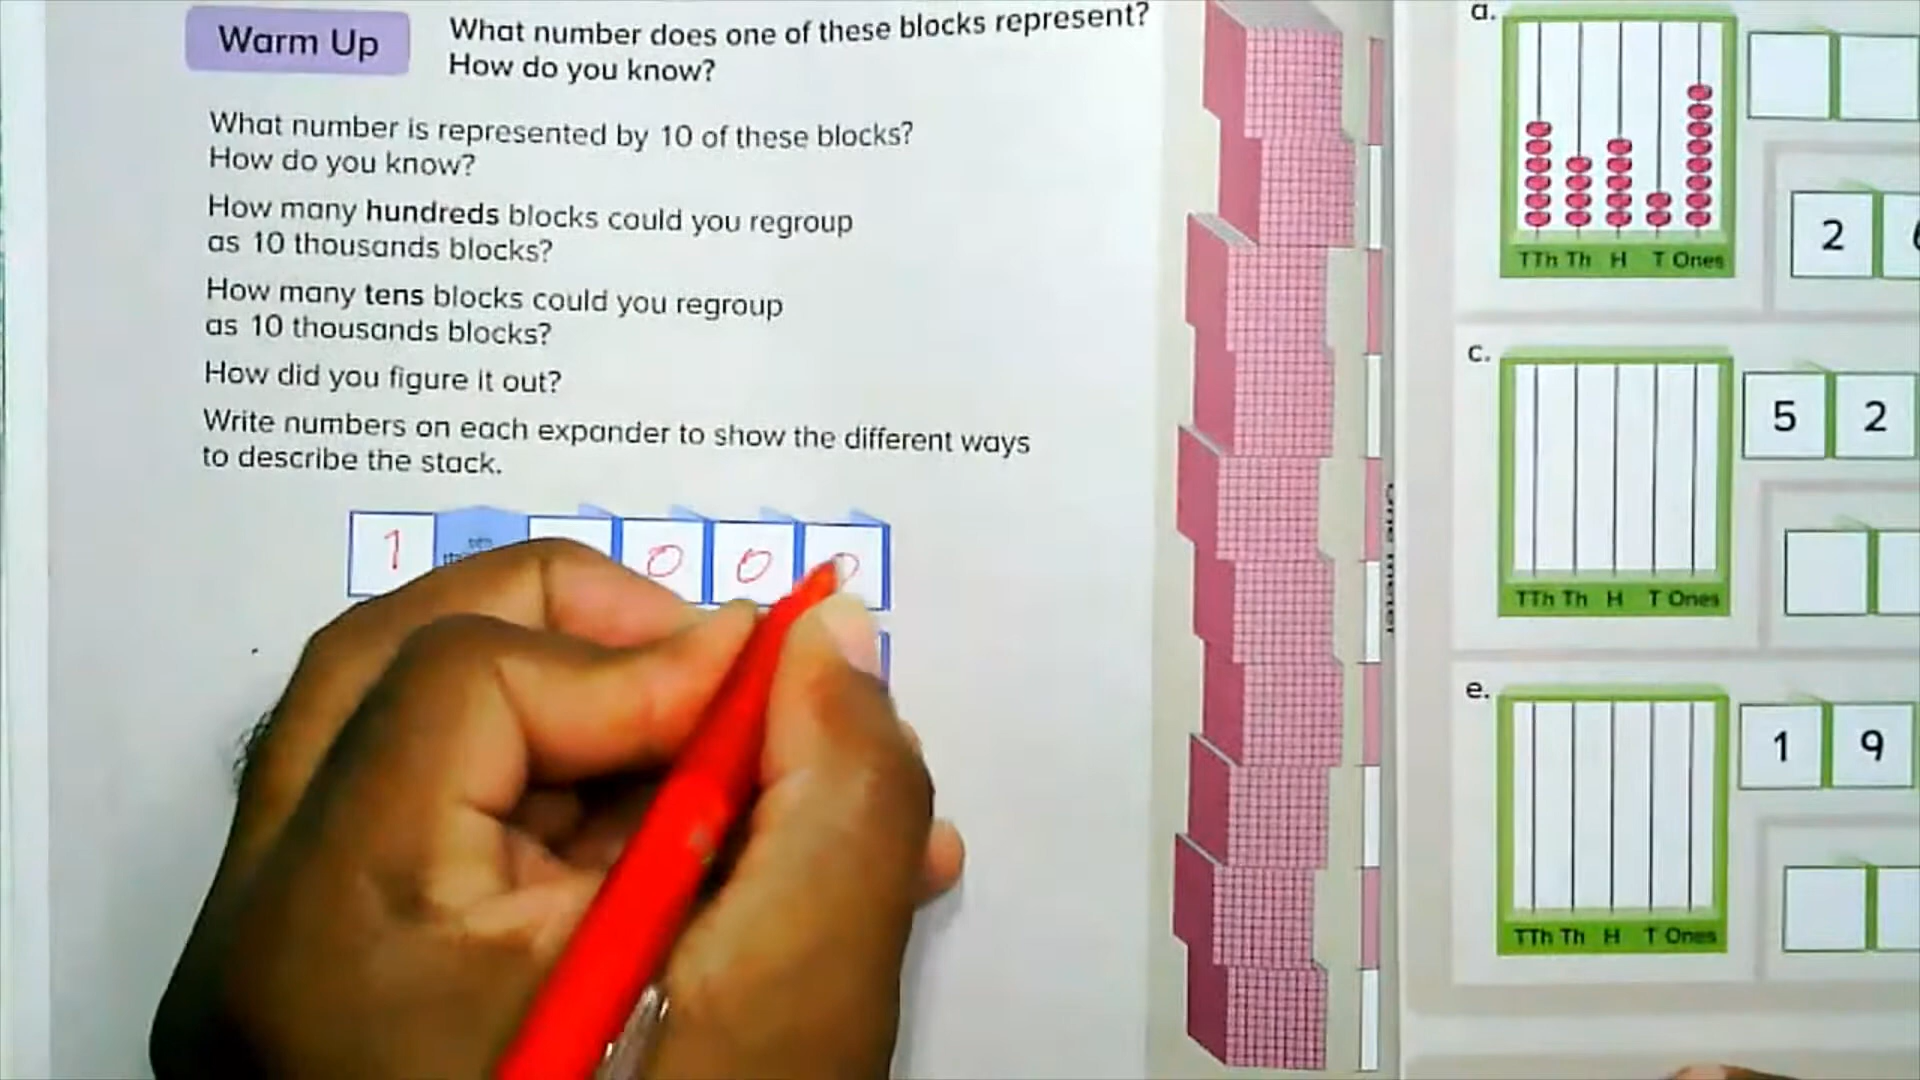 Warm Up
What number does one of these blocks represent?
How do you know?
What number is represented by 10 of these blocks?
How do you know?
How many hundreds blocks could you regroup
as 10 thousands blocks?
How many tens blocks could you regroup
as 10 thousands blocks?
How did you figure it out?
Write numbers on each expander to show the different ways
to describe the stack.
1 0 0 0
One meter
a.
TTh Th H T Ones
2
c.
5 2
TTh Th H T Ones
e.
1 9
TTh Th H T Ones